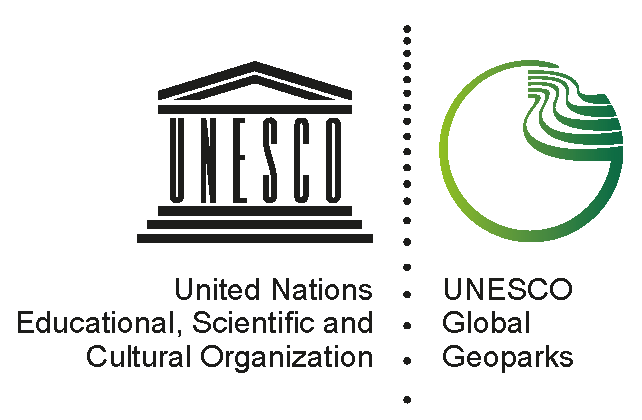 UNESCO
United Nations
Educational, Scientific and
Cultural Organization
UNESCO
Global
Geoparks